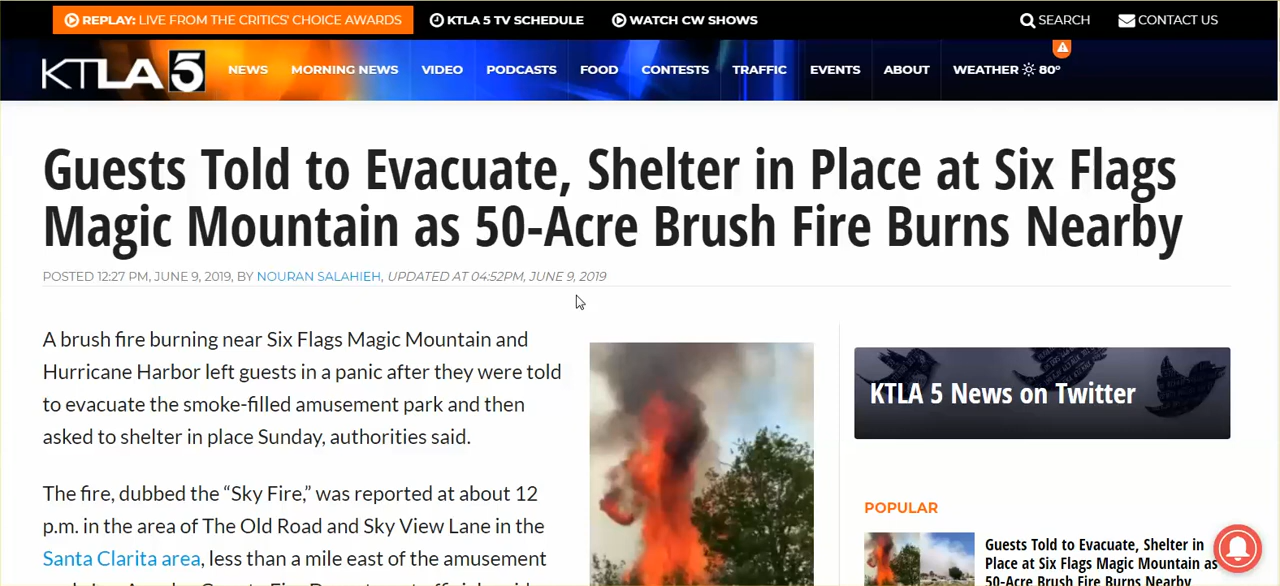 REPLAY: LIVE FROM THE CRITICS' CHOICE AWARDS
KTLA 5 TV SCHEDULE
WATCH CW SHOWS
SEARCH
CONTACT US
KTLA 5
NEWS
MORNING NEWS
VIDEO
PODCASTS
FOOD
CONTESTS
TRAFFIC
EVENTS
ABOUT
WEATHER 80°
Guests Told to Evacuate, Shelter in Place at Six Flags
Magic Mountain as 50-Acre Brush Fire Burns Nearby
POSTED 12:27 PM, JUNE 9, 2019, BY NOURAN SALAHIEH, UPDATED AT 04:52PM, JUNE 9, 2019
A brush fire burning near Six Flags Magic Mountain and
Hurricane Harbor left guests in a panic after they were told
to evacuate the smoke-filled amusement park and then
asked to shelter in place Sunday, authorities said.
The fire, dubbed the “Sky Fire,” was reported at about 12
p.m. in the area of The Old Road and Sky View Lane in the
Santa Clarita area, less than a mile east of the amusement
KTLA 5 News on Twitter
POPULAR
Guests Told to Evacuate, Shelter in
Place at Six Flags Magic Mountain as
50-Acre Brush Fire Burns Nearby